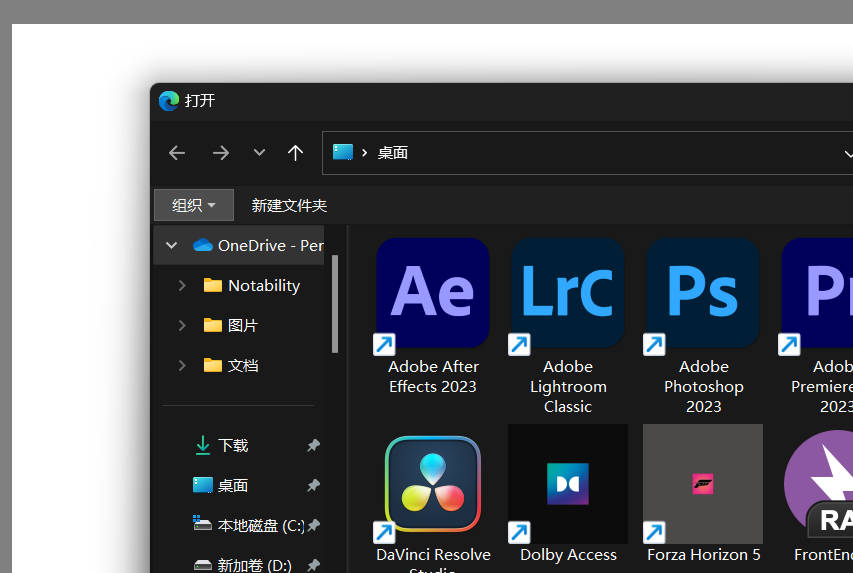 打开
桌面
组织
新建文件夹
OneDrive - Per
Notability
图片
文档
下载
桌面
本地磁盘 (C:)
新加卷 (D:)
Ae
LrC
Ps
Pr
Adobe After
Effects 2023
Adobe
Lightroom
Classic
Adobe
Photoshop
2023
Adob
Premiere
2023
DaVinci Resolve
Studio
Dolby Access
Forza Horizon 5
RA
FrontEnd